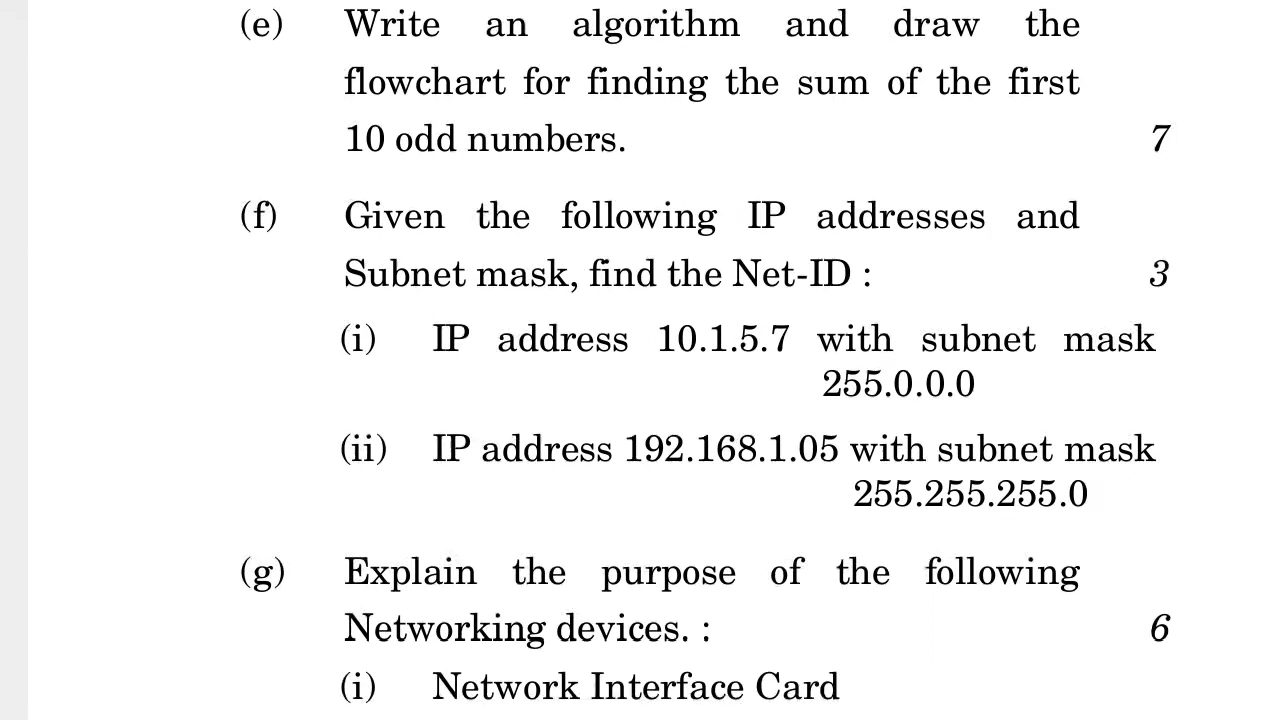 (e) Write an algorithm and draw the
flowchart for finding the sum of the first
10 odd numbers. 7
(f) Given the following IP addresses and
Subnet mask, find the Net-ID : 3
(i) IP address 10.1.5.7 with subnet mask
255.0.0.0
(ii) IP address 192.168.1.05 with subnet mask
255.255.255.0
(g) Explain the purpose of the following
Networking devices. : 6
(i) Network Interface Card